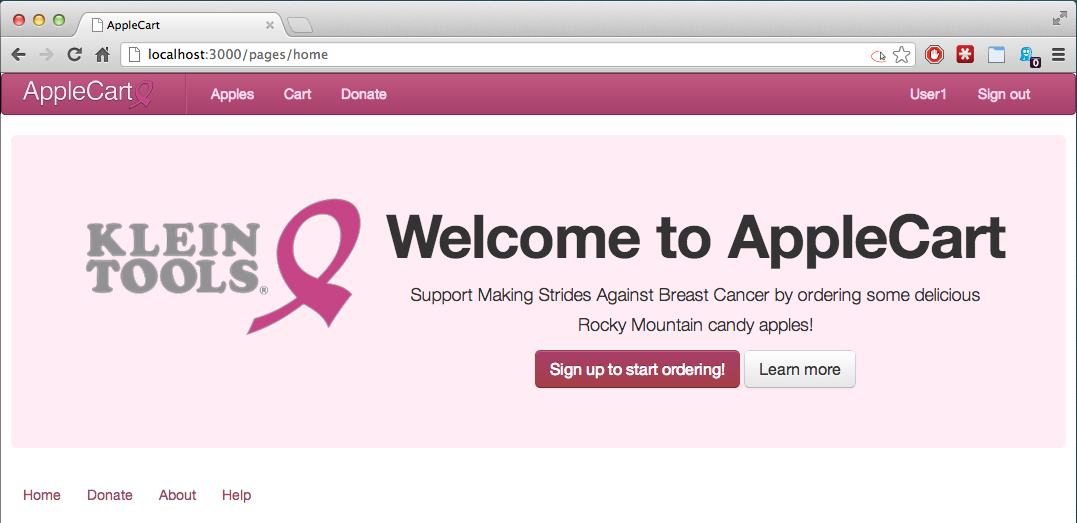 AppleCart
localhost:3000/pages/home
0
AppleCart Apples Cart Donate User1 Sign out
KLEIN
TOOLS®
Welcome to AppleCart
Support Making Strides Against Breast Cancer by ordering some delicious
Rocky Mountain candy apples!
Sign up to start ordering! Learn more
Home Donate About Help